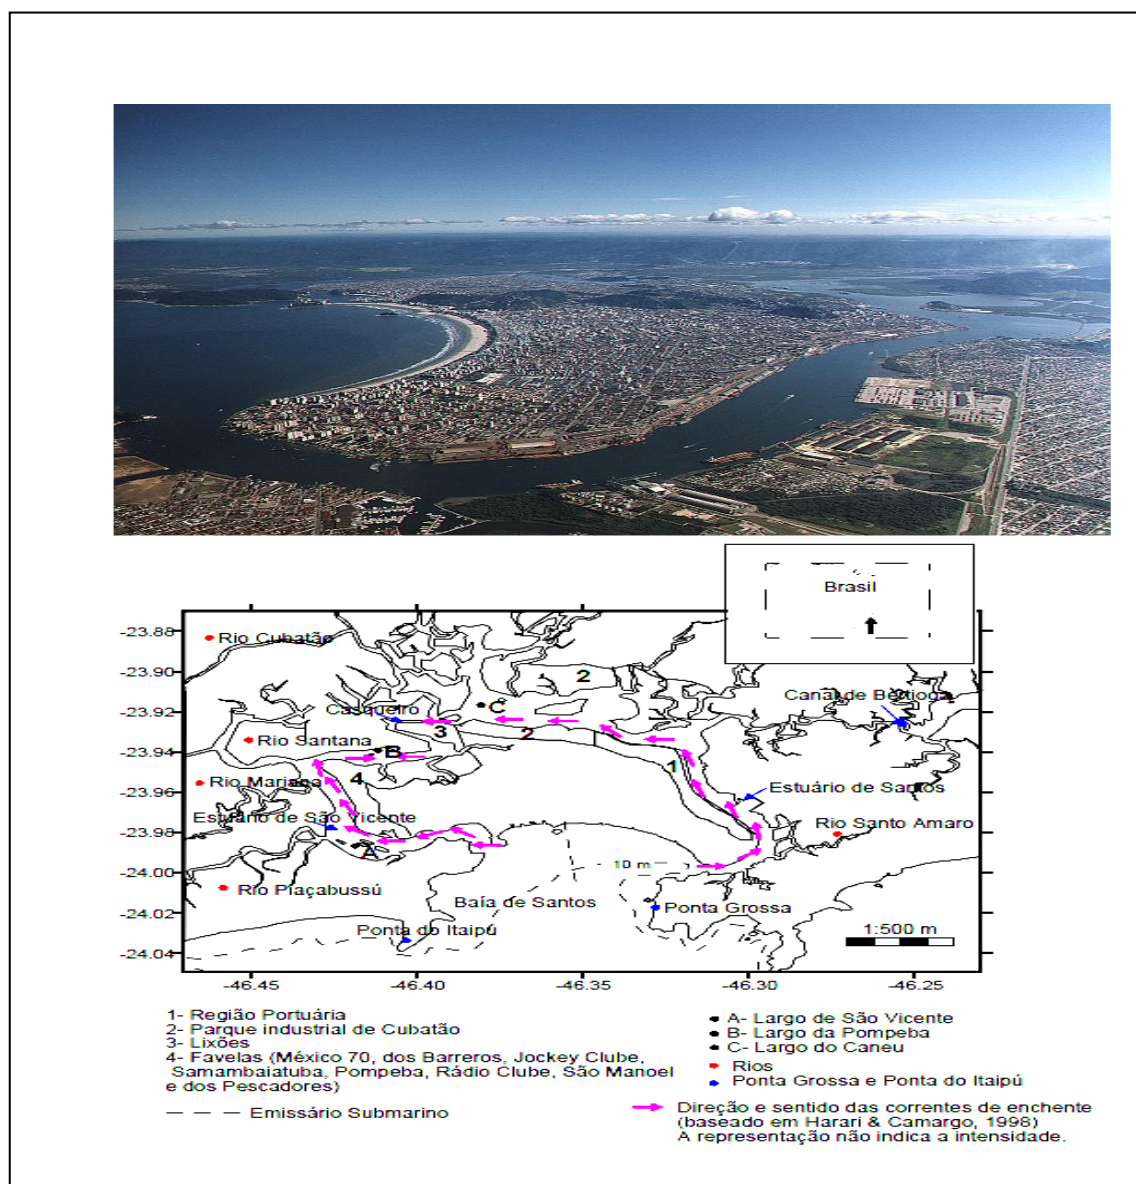 Brasil
-23.88
Rio Cubatão
-23.90
2
Canal de Bertioga
C
-23.92
Casqueiro
3
2
-23.94
Rio Santana
B
1
4
Rio Mariana
-23.96
Estuário de Santos
Estuário de São Vicente
Rio Santo Amaro
-23.98
A
10 m
-24.00
Rio Piaçabussú
Baía de Santos
Ponta Grossa
-24.02
Ponta do Itaipú
1:500 m
-24.04
-46.45
-46.40
-46.35
-46.30
-46.25
1- Região Portuária
2- Parque industrial de Cubatão
3- Lixões
4- Favelas (México 70, dos Barreros, Jockey Clube,
Samambaiatuba, Pompeba, Rádio Clube, São Manoel
e dos Pescadores)
Emissário Submarino
A- Largo de São Vicente
B- Largo da Pompeba
C- Largo do Caneu
Rios
Ponta Grossa e Ponta do Itaipú
Direção e sentido das correntes de enchente
(baseado em Harari & Camargo, 1998)
A representação não indica a intensidade.